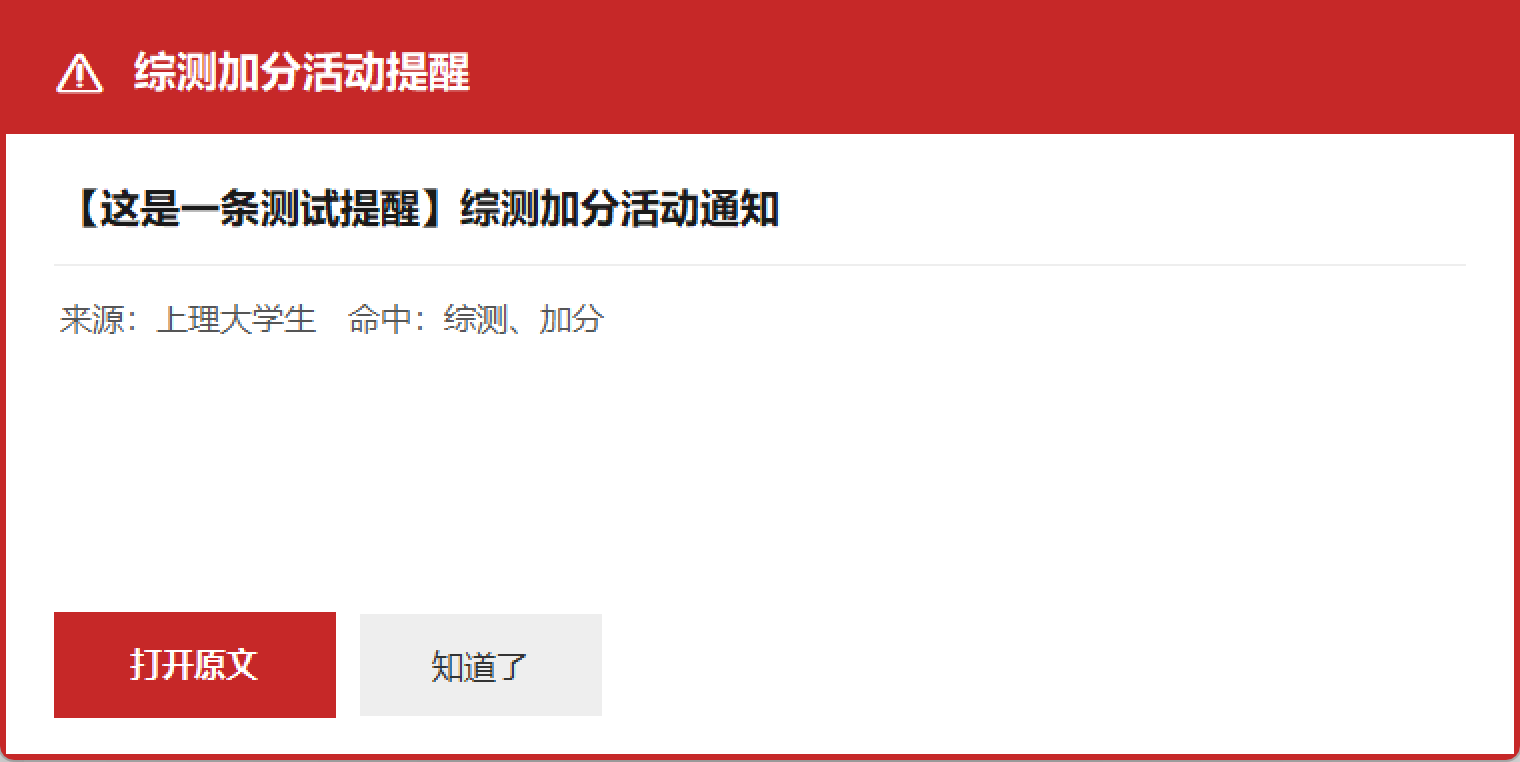 综测加分活动提醒
【这是一条测试提醒】综测加分活动通知
来源：上理大学生　命中：综测、加分
打开原文
知道了